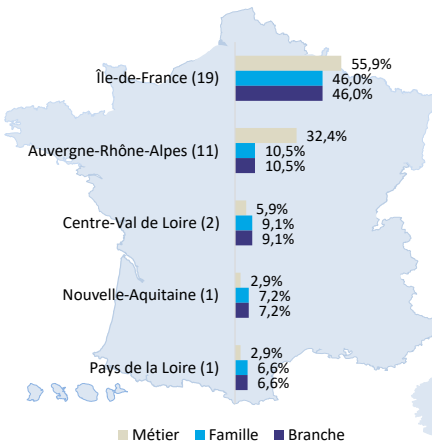 55,9%
Île-de-France (19)
46,0%
46,0%
32,4%
Auvergne-Rhône-Alpes (11)
10,5%
10,5%
5,9%
Centre-Val de Loire (2)
9,1%
9,1%
2,9%
Nouvelle-Aquitaine (1)
7,2%
7,2%
2,9%
Pays de la Loire (1)
6,6%
6,6%
Métier Famille Branche